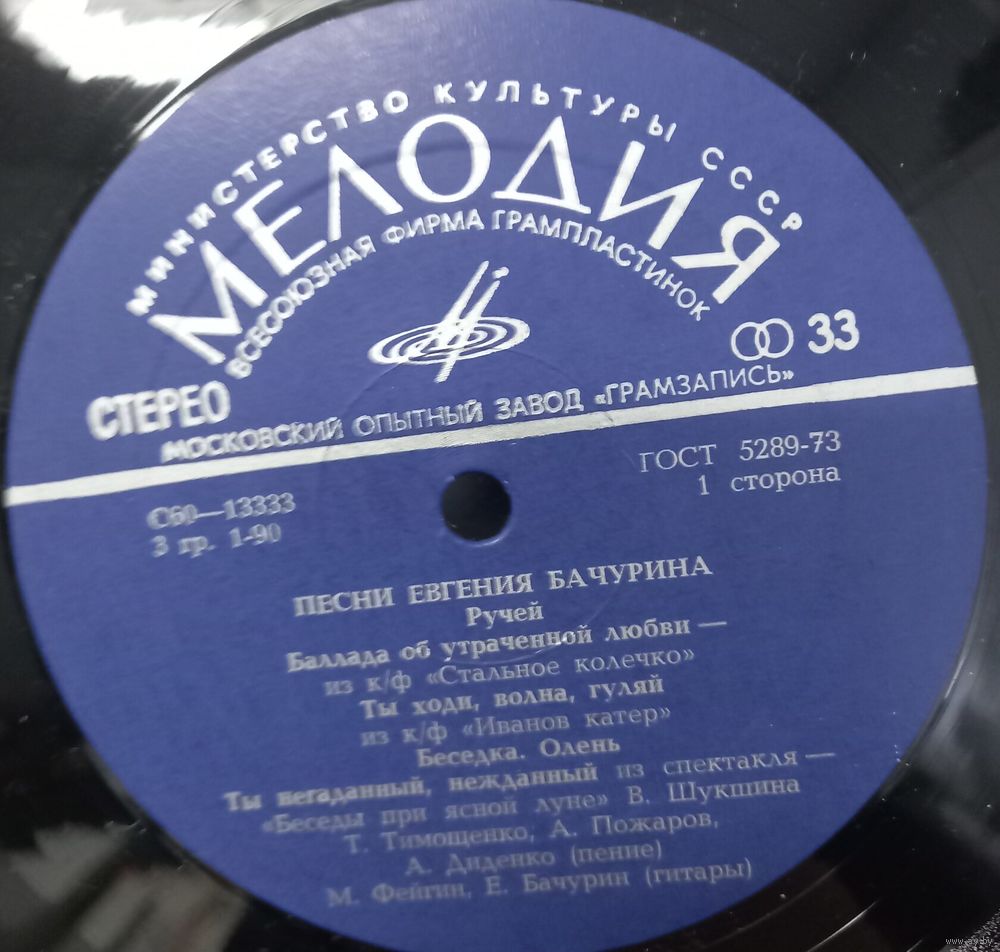 МИНИСТЕРСТВО КУЛЬТУРЫ СССР
МЕЛОДИЯ
ВСЕСОЮЗНАЯ ФИРМА ГРАМПЛАСТИНОК
СТЕРЕО
33
МОСКОВСКИЙ ОПЫТНЫЙ ЗАВОД «ГРАМЗАПИСЬ»
С60—13333
3 гр. 1-90
ГОСТ 5289-73
1 сторона
ПЕСНИ ЕВГЕНИЯ БАЧУРИНА
Ручей
Баллада об утраченной любви —
из к/ф «Стальное колечко»
Ты ходи, волна, гуляй
из к/ф «Иванов катер»
Беседка. Олень
Ты негаданный, нежданный из спектакля —
«Беседы при ясной луне» В. Шукшина
Т. Тимощенко, А. Пожаров,
А. Диденко (пение)
М. Фейгин, Е. Бачурин (гитары)